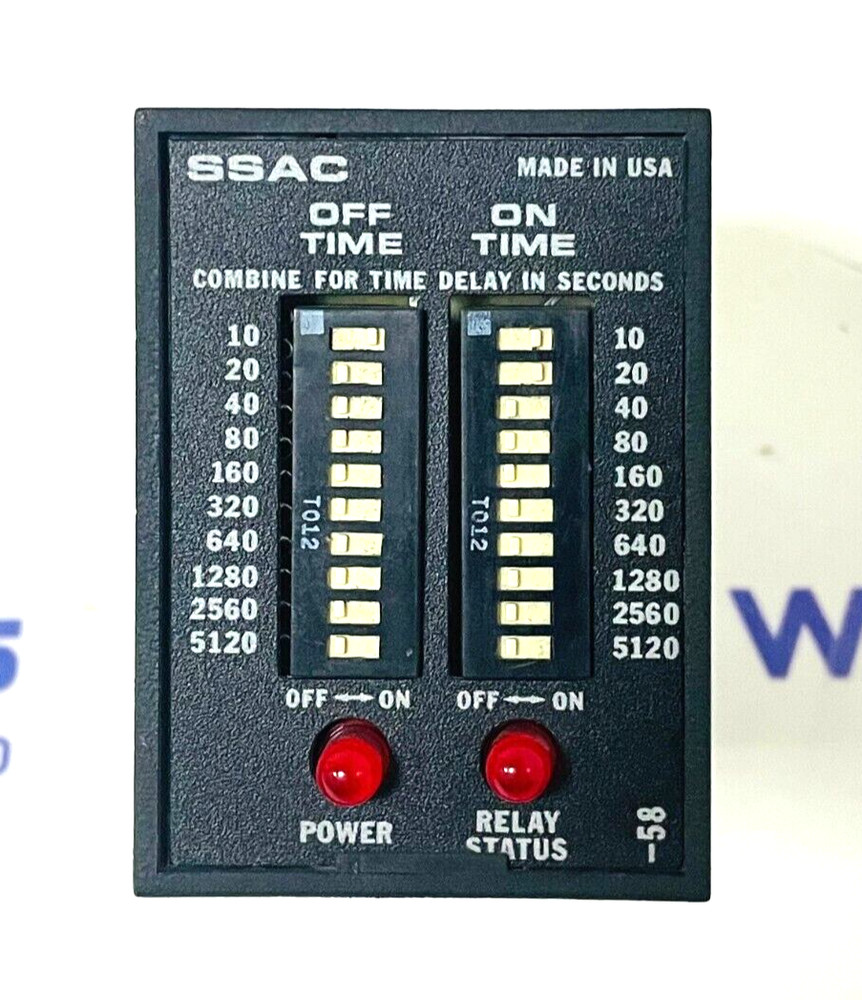 SSAC
MADE IN USA
OFF
TIME
ON
TIME
COMBINE FOR TIME DELAY IN SECONDS
10
20
40
80
160
320
640
1280
2560
5120
T012
T012
10
20
40
80
160
320
640
1280
2560
5120
OFF ↔ ON
OFF ↔ ON
POWER
RELAY
STATUS
-58
5
W